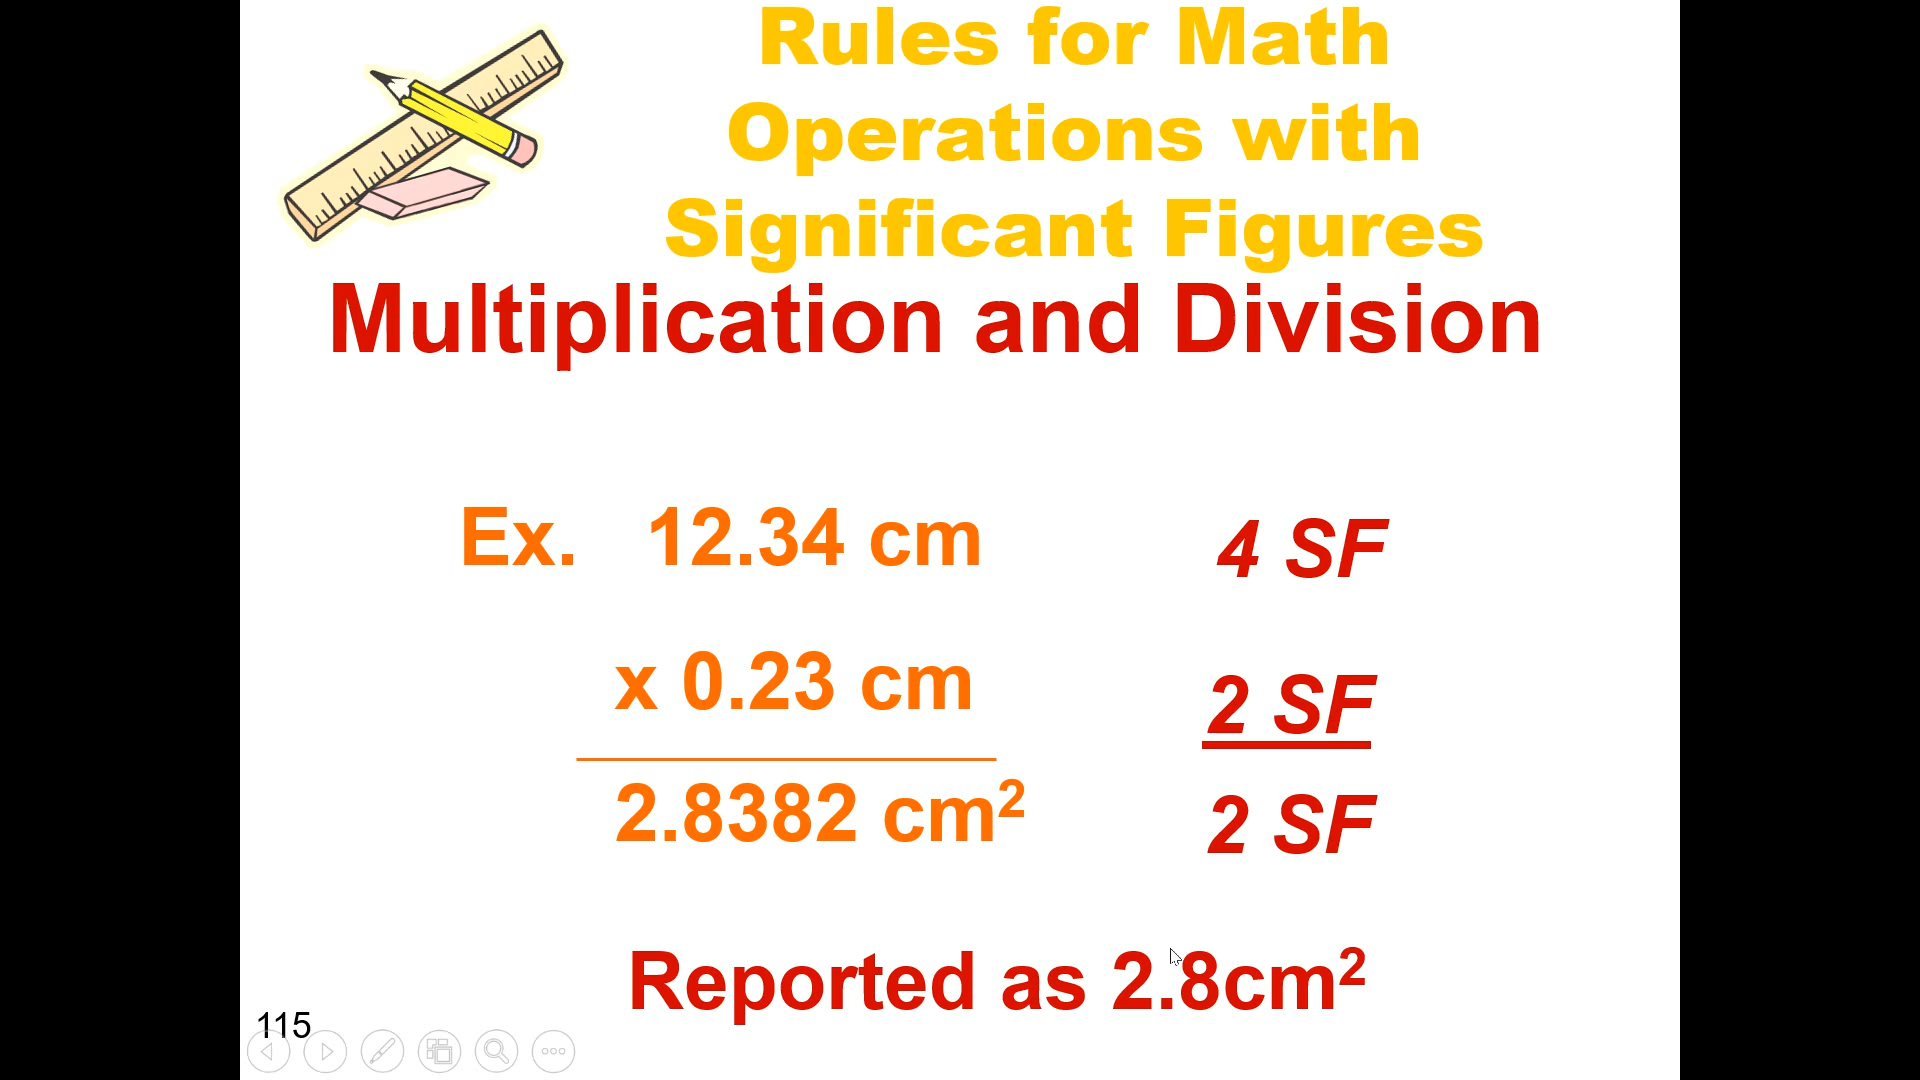 Rules for Math
Operations with
Significant Figures
Multiplication and Division
Ex. 12.34 cm 4 SF
x 0.23 cm 2 SF
2.8382 cm² 2 SF
Reported as 2.8cm²
115